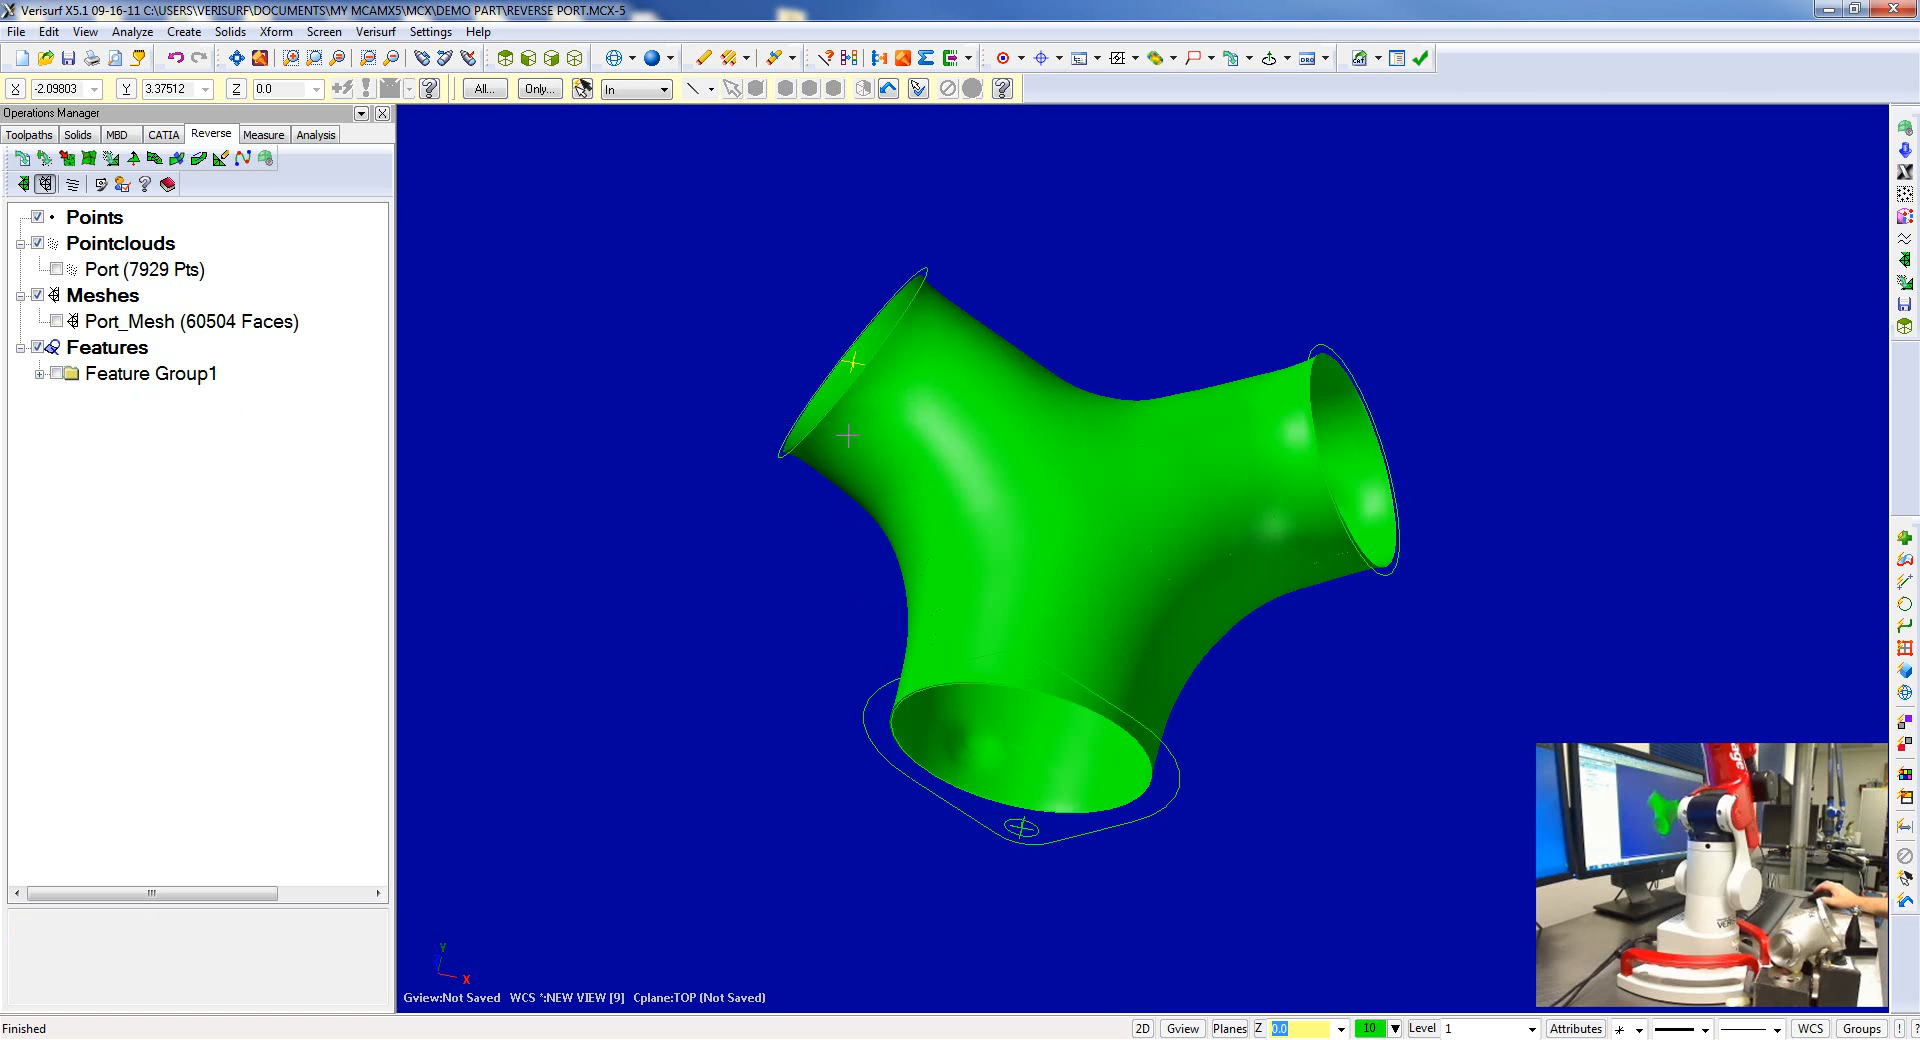 Verisurf X5.1 09-16-11 C:\USERS\VERISURF\DOCUMENTS\MY MCAMX5\MCX\DEMO PART\REVERSE PORT.MCX-5
File Edit View Analyze Create Solids Xform Screen Verisurf Settings Help
X -2.09803 Y 3.37512 Z 0.0 All... Only... In
Operations Manager
Toolpaths Solids MBD CATIA Reverse Measure Analysis
Points
Pointclouds
Port (7929 Pts)
Meshes
Port_Mesh (60504 Faces)
Features
Feature Group1
Y
X
Gview:Not Saved WCS *:NEW VIEW [9] Cplane:TOP (Not Saved)
Finished 2D Gview Planes Z 0.0 10 Level 1 Attributes WCS Groups ! ?